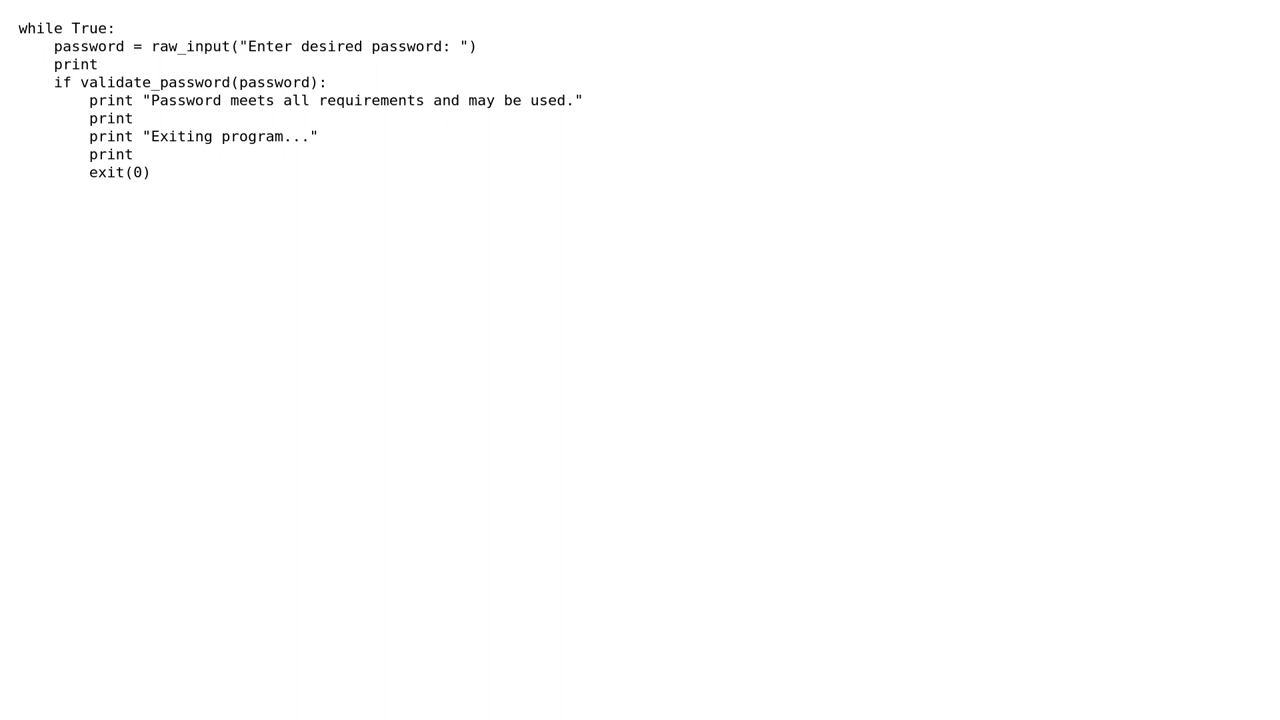 while True:
    password = raw_input("Enter desired password: ")
    print
    if validate_password(password):
        print "Password meets all requirements and may be used."
        print
        print "Exiting program..."
        print
        exit(0)